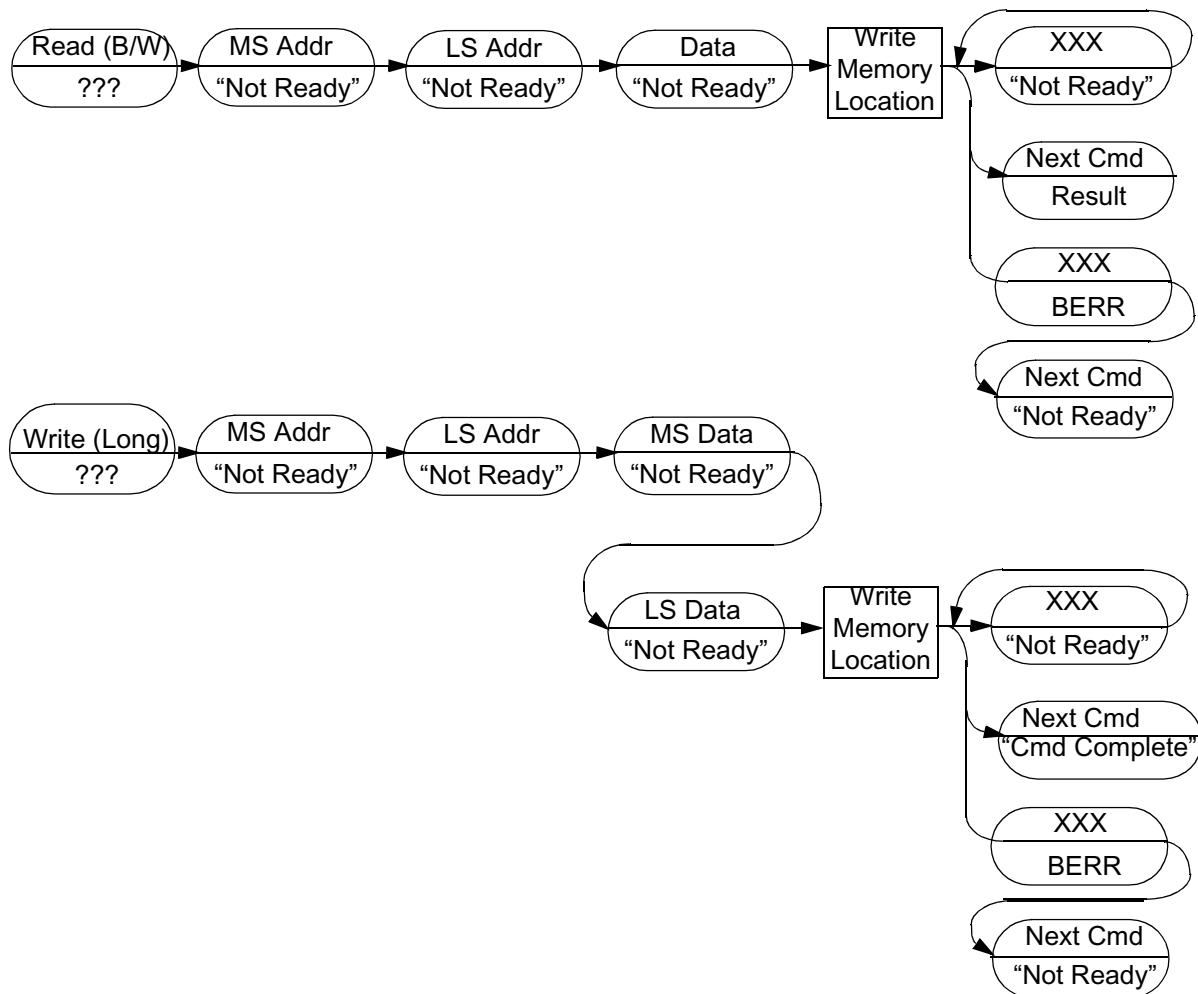 Read (B/W)
???
MS Addr
“Not Ready”
LS Addr
“Not Ready”
Data
“Not Ready”
Write
Memory
Location
XXX
“Not Ready”
Next Cmd
Result
XXX
BERR
Next Cmd
“Not Ready”
Write (Long)
???
MS Addr
“Not Ready”
LS Addr
“Not Ready”
MS Data
“Not Ready”
LS Data
“Not Ready”
Write
Memory
Location
XXX
“Not Ready”
Next Cmd
“Cmd Complete”
XXX
BERR
Next Cmd
“Not Ready”